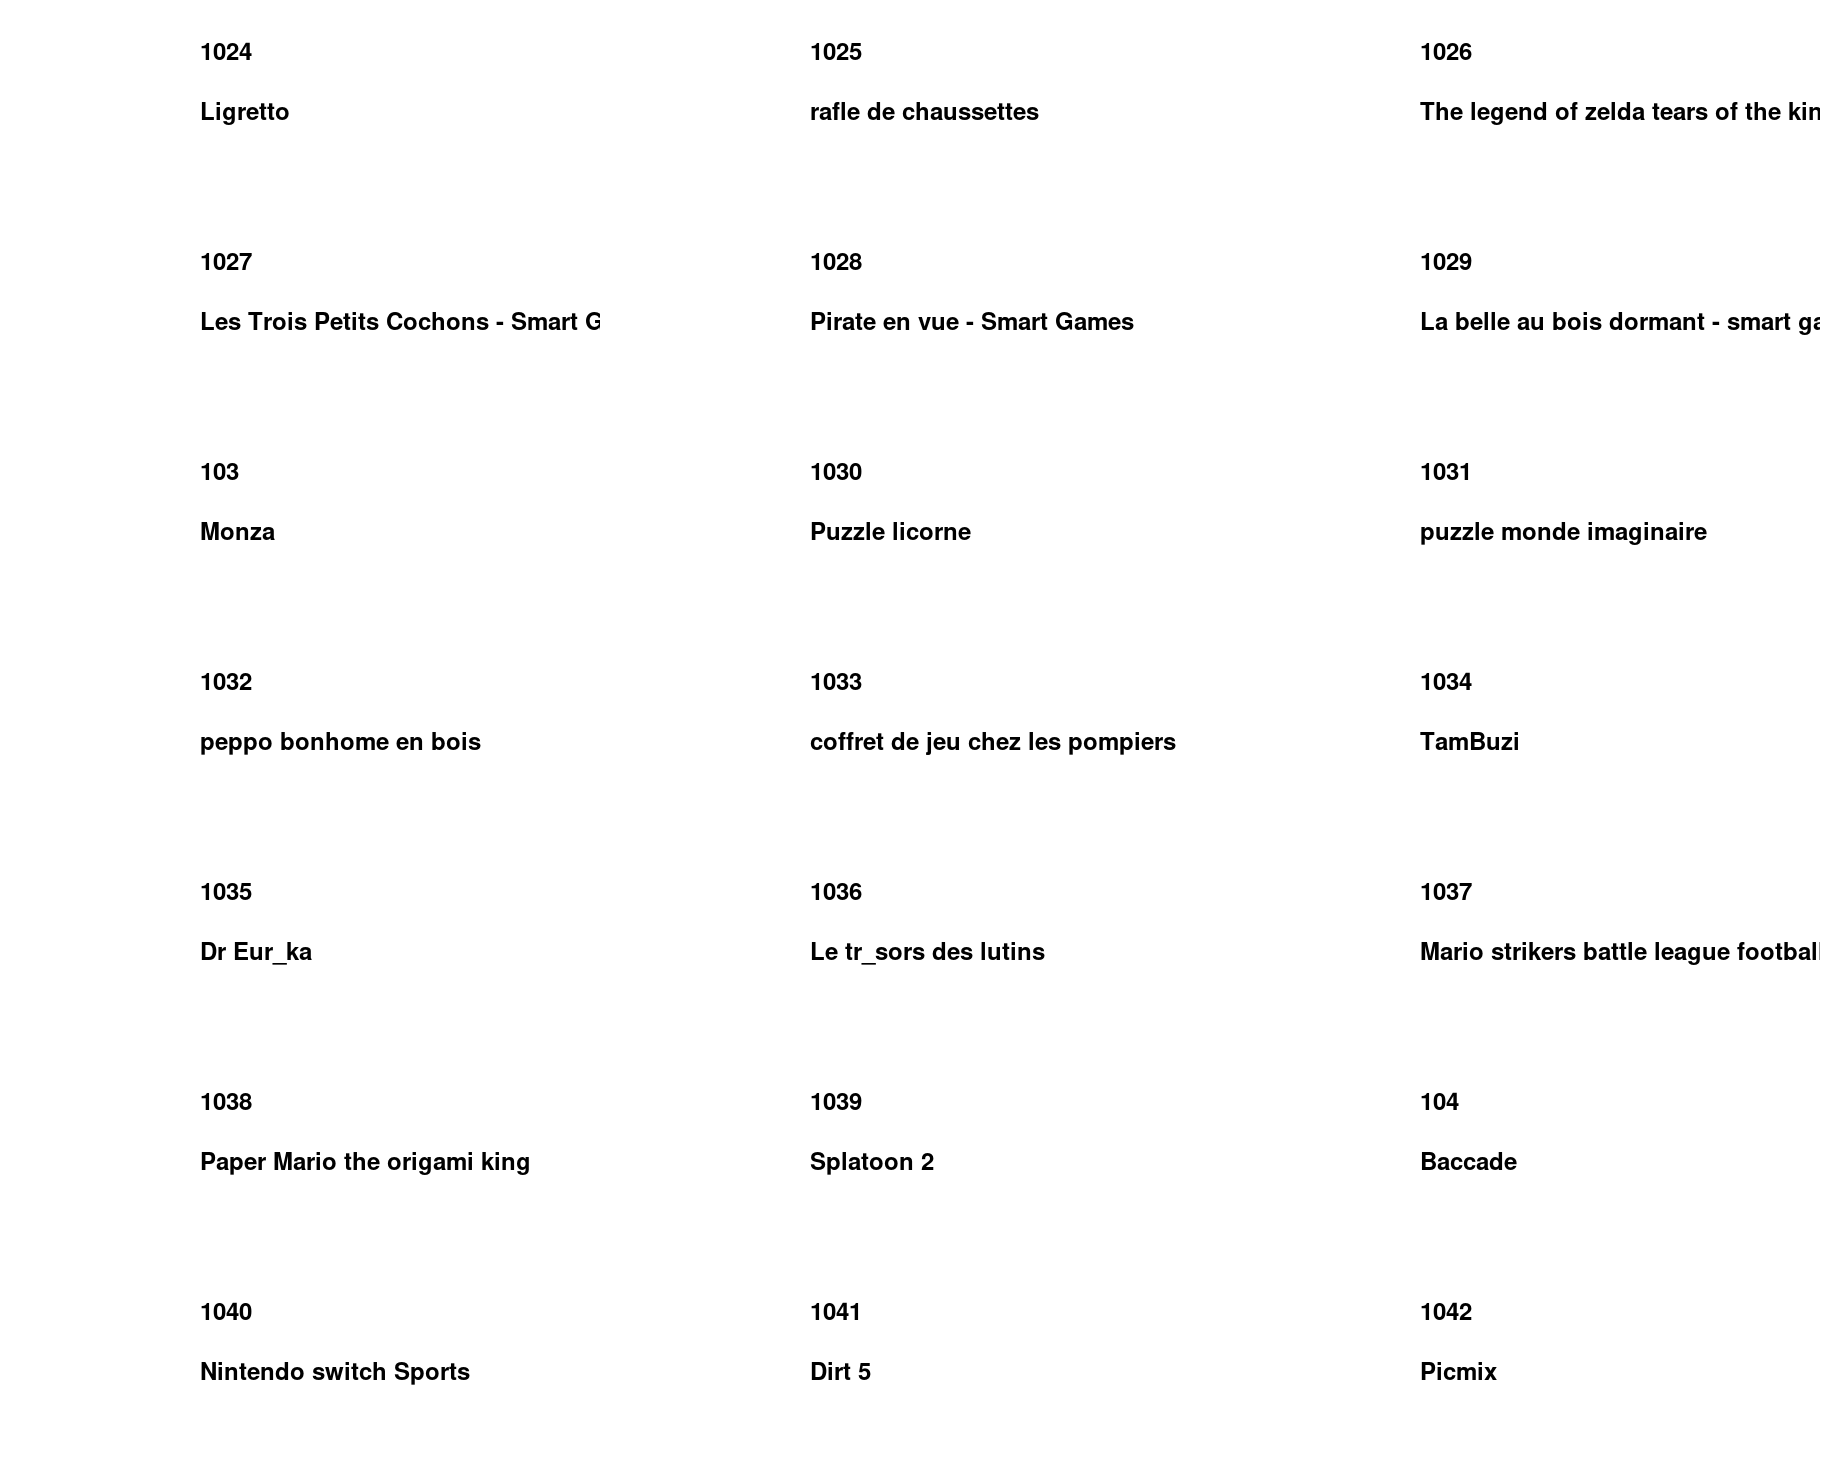 1024
Ligretto
1025
rafle de chaussettes
1026
The legend of zelda tears of the kin
1027
Les Trois Petits Cochons - Smart G
1028
Pirate en vue - Smart Games
1029
La belle au bois dormant - smart ga
103
Monza
1030
Puzzle licorne
1031
puzzle monde imaginaire
1032
peppo bonhome en bois
1033
coffret de jeu chez les pompiers
1034
TamBuzi
1035
Dr Eur_ka
1036
Le tr_sors des lutins
1037
Mario strikers battle league football
1038
Paper Mario the origami king
1039
Splatoon 2
104
Baccade
1040
Nintendo switch Sports
1041
Dirt 5
1042
Picmix